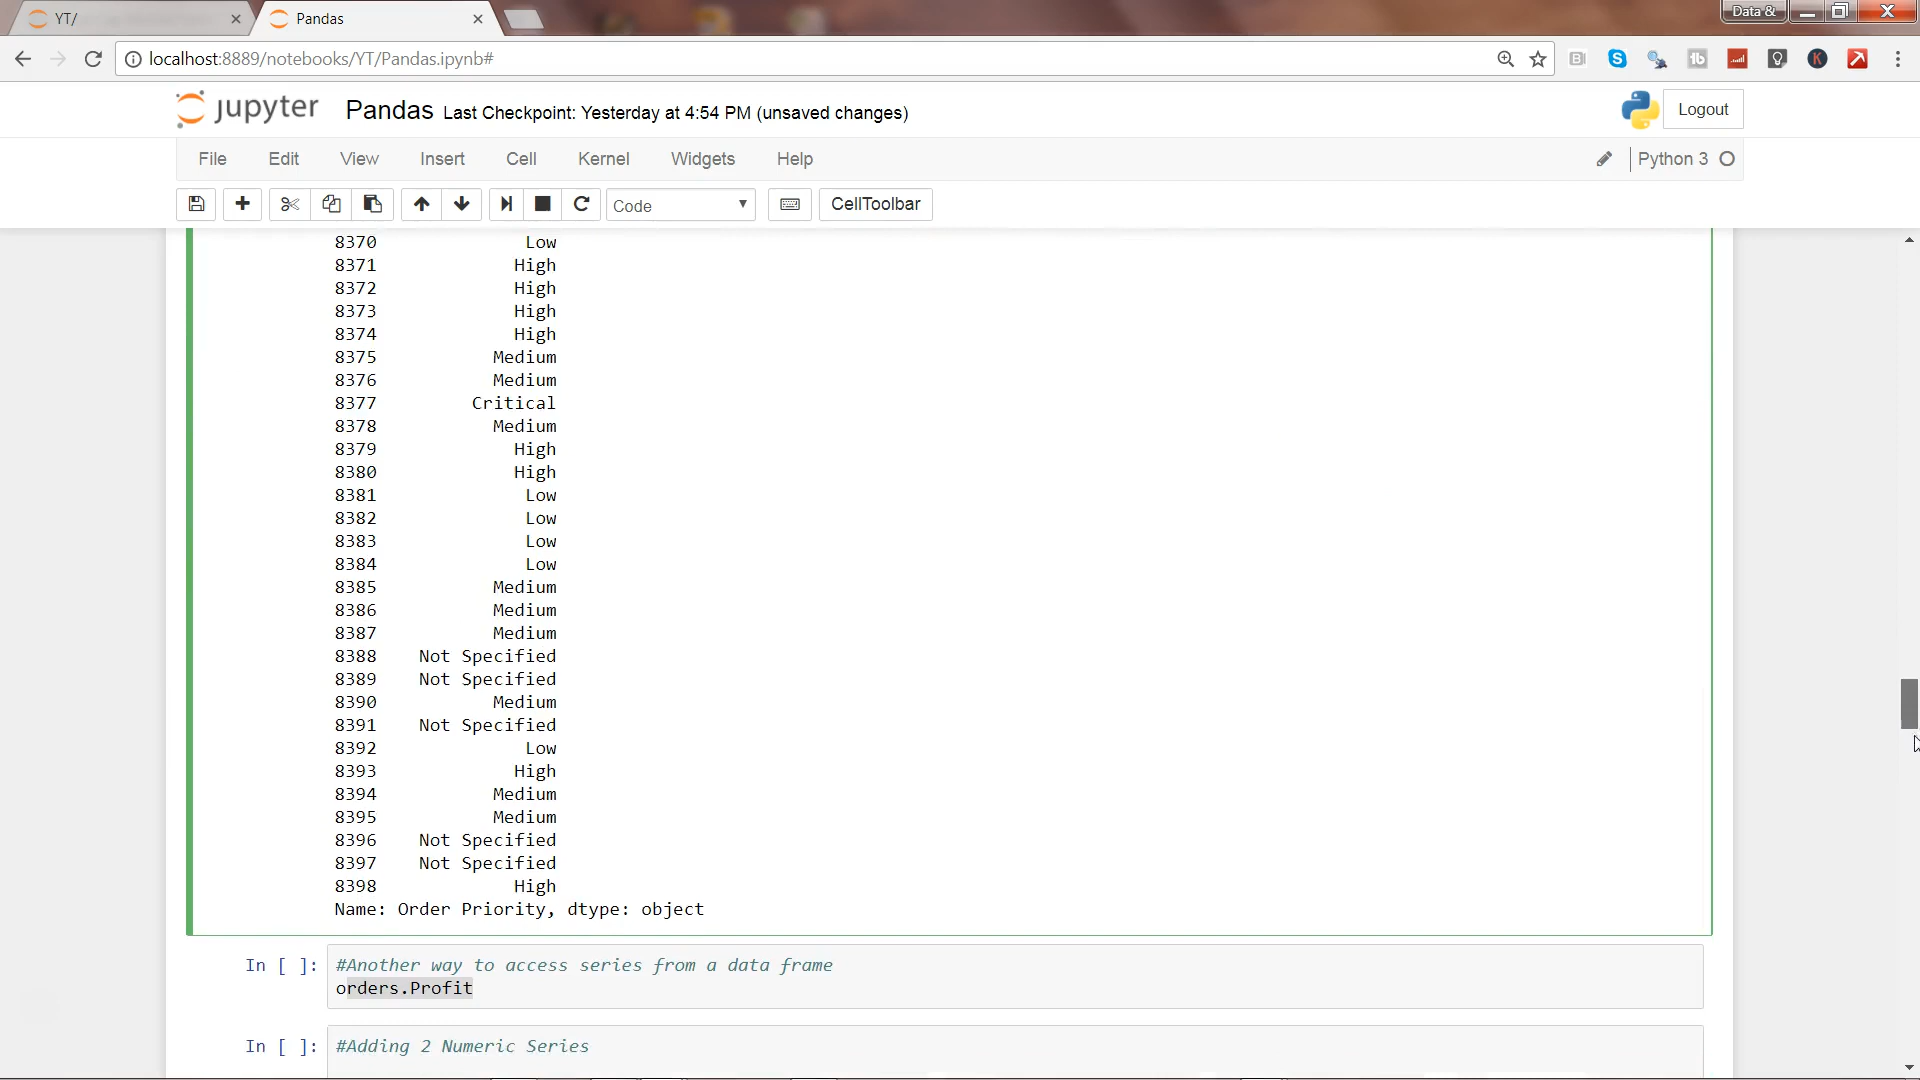 YT/
Pandas
Data &
localhost:8889/notebooks/YT/Pandas.ipynb#
jupyter Pandas Last Checkpoint: Yesterday at 4:54 PM (unsaved changes)
Logout
File Edit View Insert Cell Kernel Widgets Help
Python 3
Code
CellToolbar
8370 Low
8371 High
8372 High
8373 High
8374 High
8375 Medium
8376 Medium
8377 Critical
8378 Medium
8379 High
8380 High
8381 Low
8382 Low
8383 Low
8384 Low
8385 Medium
8386 Medium
8387 Medium
8388 Not Specified
8389 Not Specified
8390 Medium
8391 Not Specified
8392 Low
8393 High
8394 Medium
8395 Medium
8396 Not Specified
8397 Not Specified
8398 High
Name: Order Priority, dtype: object
In [ ]: #Another way to access series from a data frame
orders.Profit
In [ ]: #Adding 2 Numeric Series